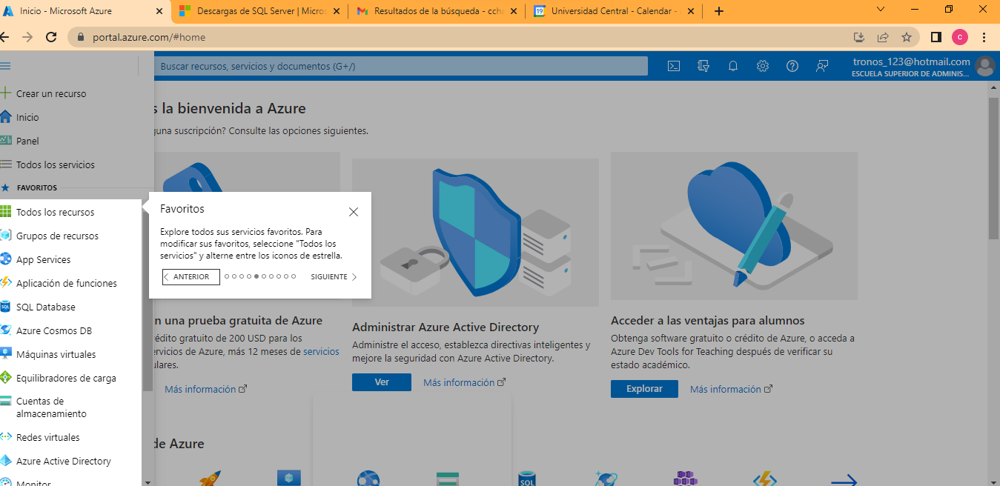 Inicio - Microsoft Azure
Descargas de SQL Server | Micros
Resultados de la búsqueda - ccha
Universidad Central - Calendar -
portal.azure.com/#home
C
Buscar recursos, servicios y documentos (G+/)
tronos_123@hotmail.com
ESCUELA SUPERIOR DE ADMINIS...
Crear un recurso
Inicio
Panel
Todos los servicios
FAVORITOS
Todos los recursos
Grupos de recursos
App Services
Aplicación de funciones
SQL Database
Azure Cosmos DB
Máquinas virtuales
Equilibradores de carga
Cuentas de
almacenamiento
Redes virtuales
Azure Active Directory
Monitor
s la bienvenida a Azure
guna suscripción? Consulte las opciones siguientes.
Favoritos
Explore todos sus servicios favoritos. Para
modificar sus favoritos, seleccione "Todos los
servicios" y alterne entre los iconos de estrella.
ANTERIOR
SIGUIENTE
n una prueba gratuita de Azure
rédito gratuito de 200 USD para los
ervicios de Azure, más 12 meses de servicios
ulares.
Más información
Administrar Azure Active Directory
Administre el acceso, establezca directivas inteligentes y
mejore la seguridad con Azure Active Directory.
Ver
Más información
Acceder a las ventajas para alumnos
Obtenga software gratuito o crédito de Azure, o acceda a
Azure Dev Tools for Teaching después de verificar su
estado académico.
Explorar
Más información
de Azure
SQL